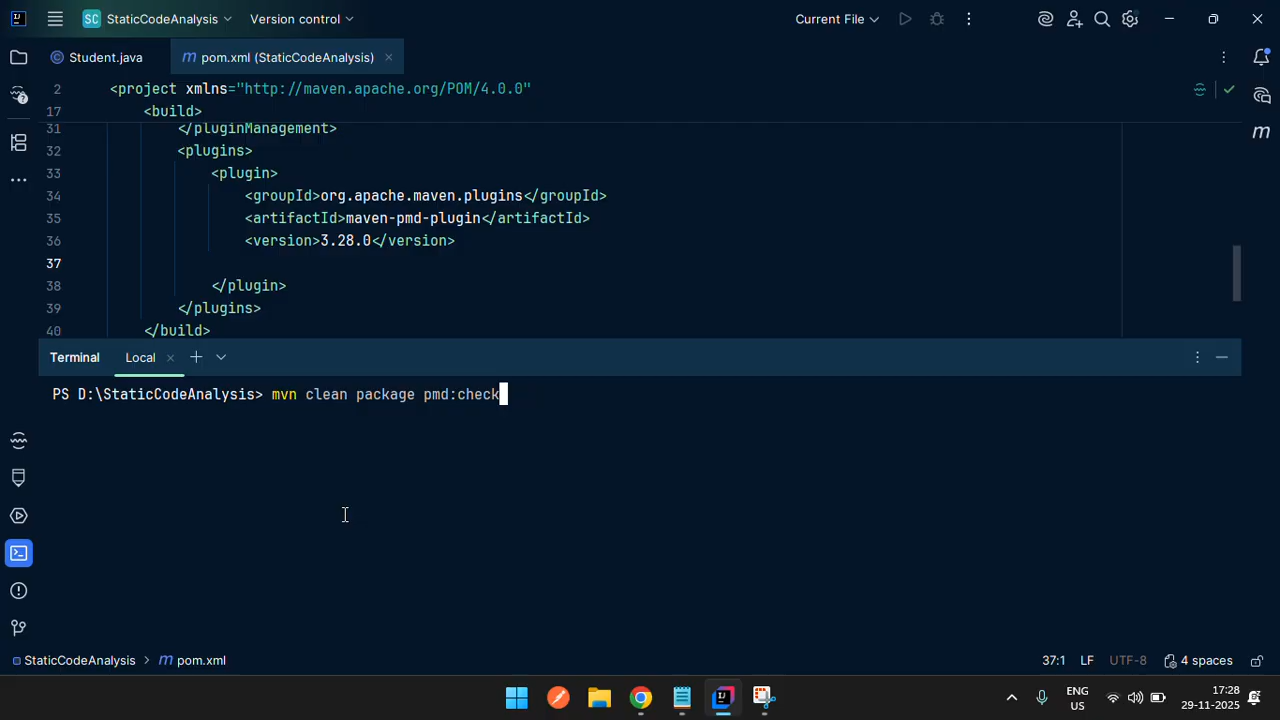 SC StaticCodeAnalysis Version control Current File
Student.java pom.xml (StaticCodeAnalysis)
2 <project xmlns="http://maven.apache.org/POM/4.0.0"
17 <build>
31 </pluginManagement>
32 <plugins>
33 <plugin>
34 <groupId>org.apache.maven.plugins</groupId>
35 <artifactId>maven-pmd-plugin</artifactId>
36 <version>3.28.0</version>
37
38 </plugin>
39 </plugins>
40 </build>
Terminal Local
PS D:\StaticCodeAnalysis> mvn clean package pmd:check
StaticCodeAnalysis > pom.xml 37:1 LF UTF-8 4 spaces
ENG
US
17:28
29-11-2025